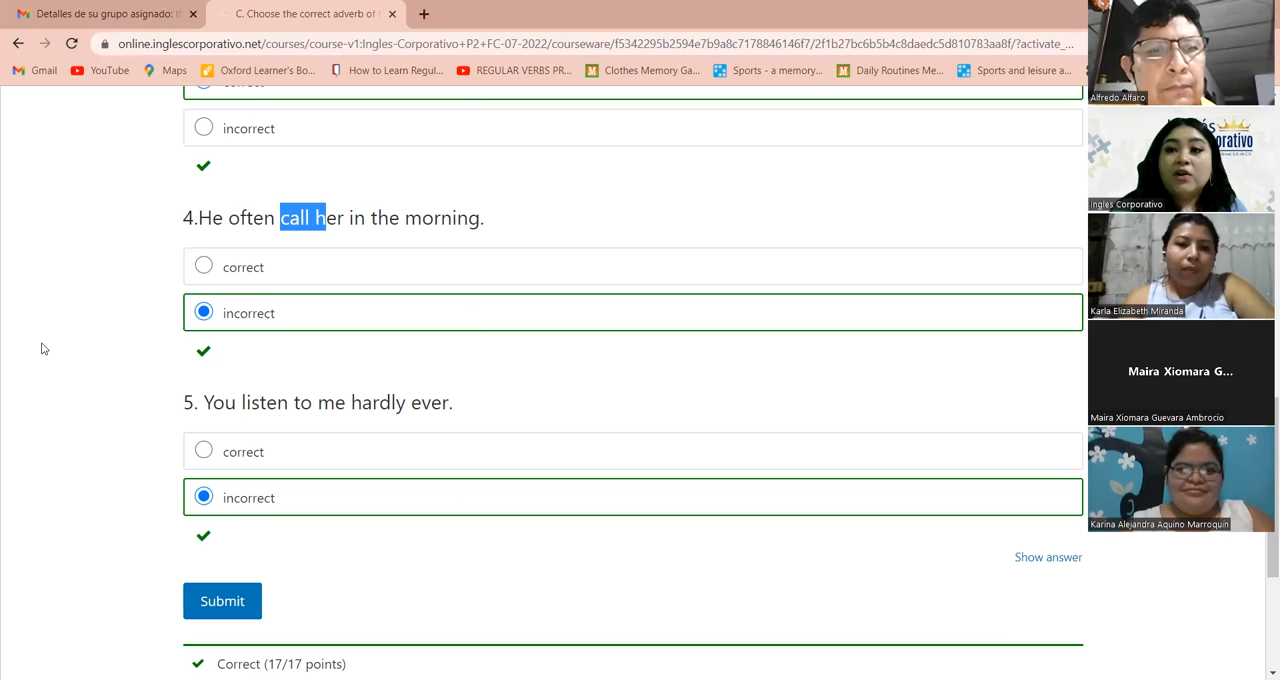 Detalles de su grupo asignado: I
C. Choose the correct adverb of
online.inglescorporativo.net/courses/course-v1:Ingles-Corporativo+P2+FC-07-2022/courseware/f5342295b2594e7b9a8c7178846146f7/2f1b27bc6b5b4c8daedc5d810783aa8f/?activate_...
Gmail YouTube Maps Oxford Learner's Bo... How to Learn Regul... REGULAR VERBS PR... Clothes Memory Ga... Sports - a memory... Daily Routines Me... Sports and leisure a...
incorrect
4.He often call her in the morning.
correct
incorrect
5. You listen to me hardly ever.
correct
incorrect
Show answer
Submit
Correct (17/17 points)
Alfredo Alfaro
Ingles Corporativo
Karla Elizabeth Miranda
Maira Xiomara G...
Maira Xiomara Guevara Ambrocio
Karina Alejandra Aquino Marroquín